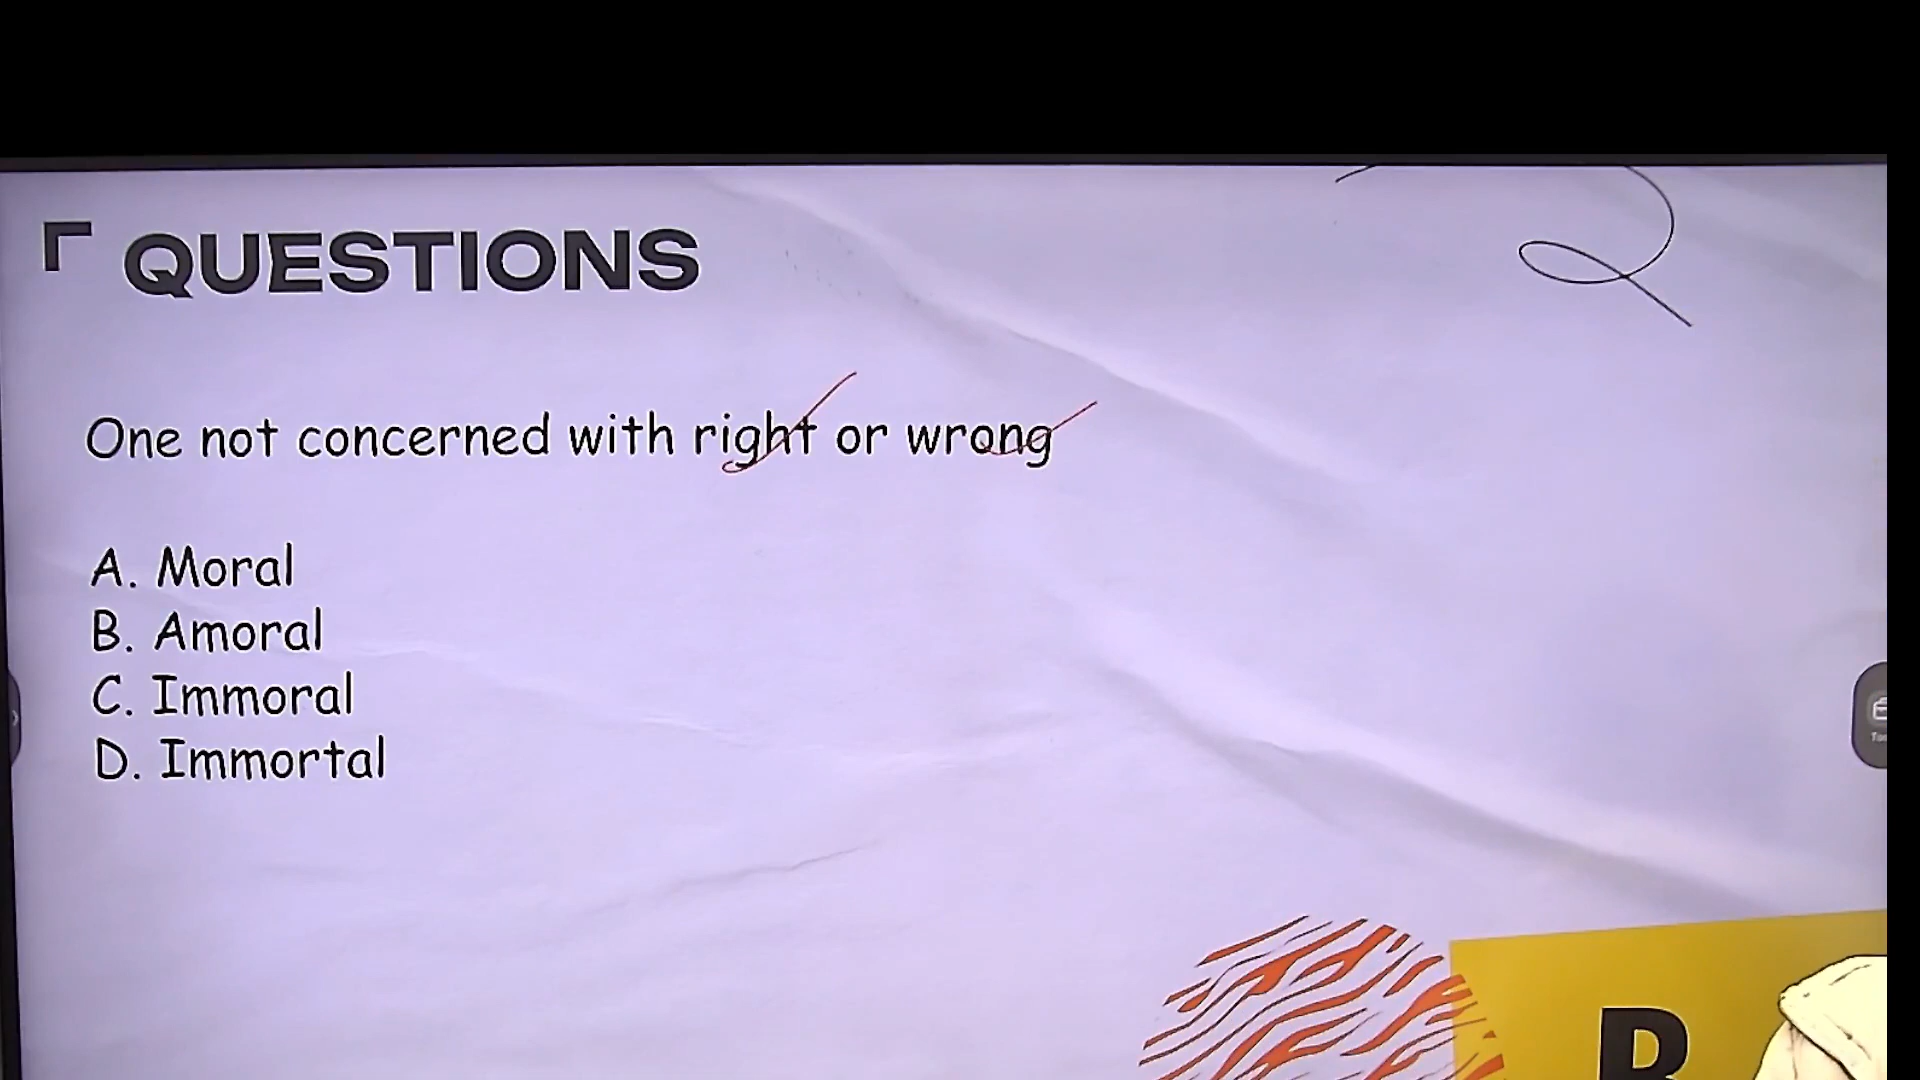 QUESTIONS
One not concerned with right or wrong
A. Moral
B. Amoral
C. Immoral
D. Immortal